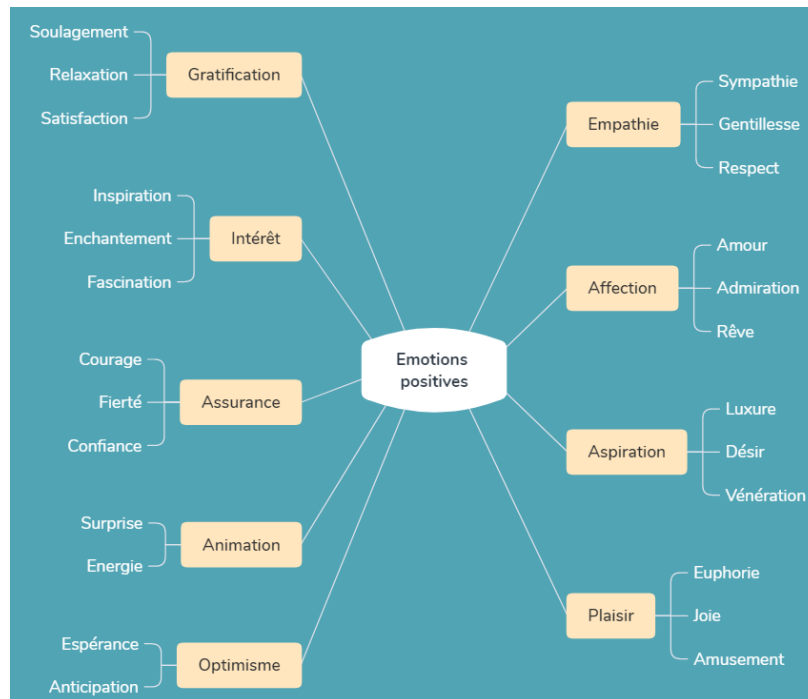 Emotions
positives
Gratification
Soulagement
Relaxation
Satisfaction
Intérêt
Inspiration
Enchantement
Fascination
Assurance
Courage
Fierté
Confiance
Animation
Surprise
Energie
Optimisme
Espérance
Anticipation
Empathie
Sympathie
Gentillesse
Respect
Affection
Amour
Admiration
Rêve
Aspiration
Luxure
Désir
Vénération
Plaisir
Euphorie
Joie
Amusement